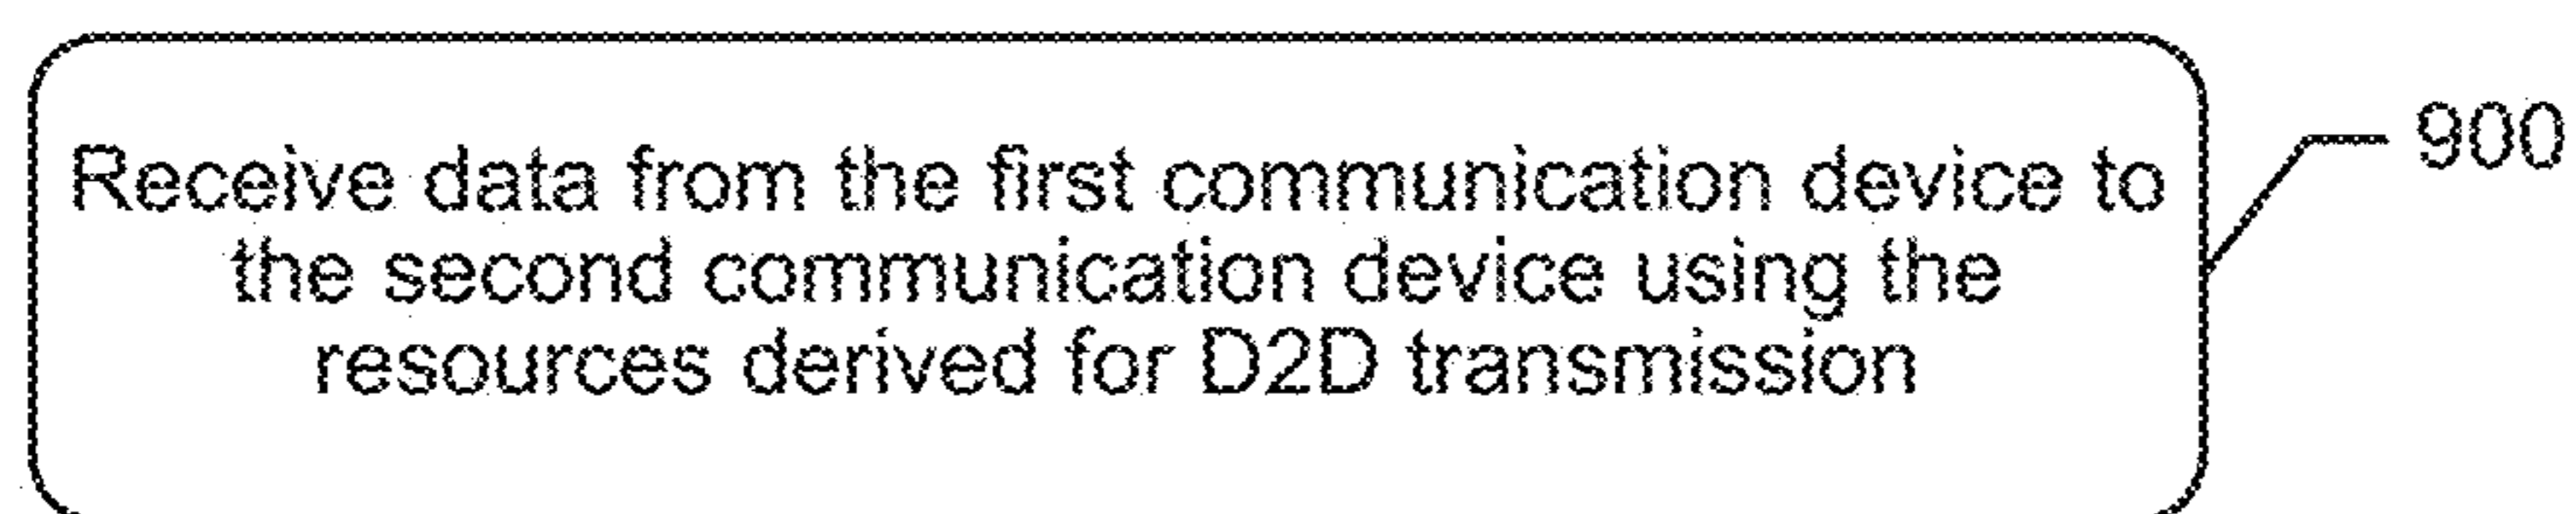 Receive data from the first communication device to
the second communication device using the
resources derived for D2D transmission
900